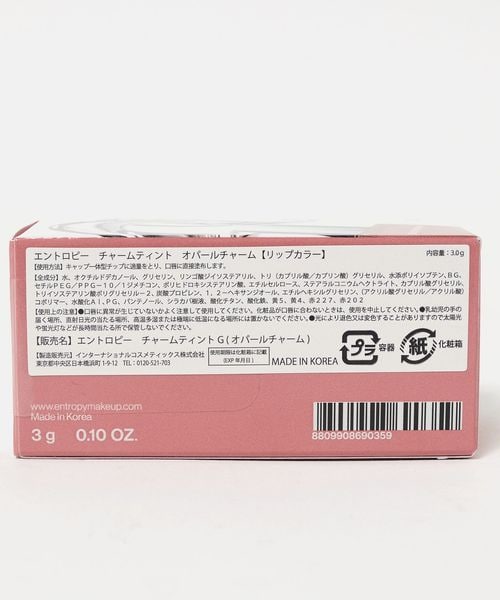 エントロピー　チャームティント　オパールチャーム【リップカラー】
内容量：3.0g
【使用方法】キャップ一体型チップに適量をとり、口唇に直接塗布します。
【全成分】水、オクチルドデカノール、グリセリン、リンゴ酸ジイソステアリル、トリ（カプリル酸/カプリン酸）グリセリル、水添ポリイソブテン、BG、
セチルＰＥＧ／ＰＰＧ－１０／１ジメチコン、ポリヒドロキシステアリン酸、エチルセルロース、ステアラルコニウムヘクトライト、カプリル酸グリセリル、
トリイソステアリン酸ポリグリセリル－２、炭酸プロピレン、１，２－ヘキサンジオール、エチルヘキシルグリセリン、（アクリル酸グリセリル／アクリル酸）
コポリマー、水酸化Ａｌ、ＰＧ、パンテノール、シラカバ樹液、酸化チタン、酸化鉄、黄５、黄４、赤２２７、赤２０２
【使用上の注意】●口唇に異常が生じていないかよく注意して使用してください。化粧品が口唇に合わないときは、使用を中止してください。●乳幼児の手の
届く場所、直射日光の当たる場所、高温多湿または極端に低温になる場所には置かないでください。●光により退色又は変色することがありますので太陽光
や蛍光灯などが長時間当たる所で保管しないでください。
【販売名】エントロピー　チャームティントＧ(オパールチャーム)
【製造販売元】インターナショナルコスメティックス株式会社
東京都中央区日本橋浜町1-9-12　TEL：0120-521-703
使用期限は化粧箱に記載
(EXP 年月日)
MADE IN KOREA
プラ
容器
紙
化粧箱
www.entropymakeup.com
Made in Korea
3 g 0.10 OZ.
8809908690359